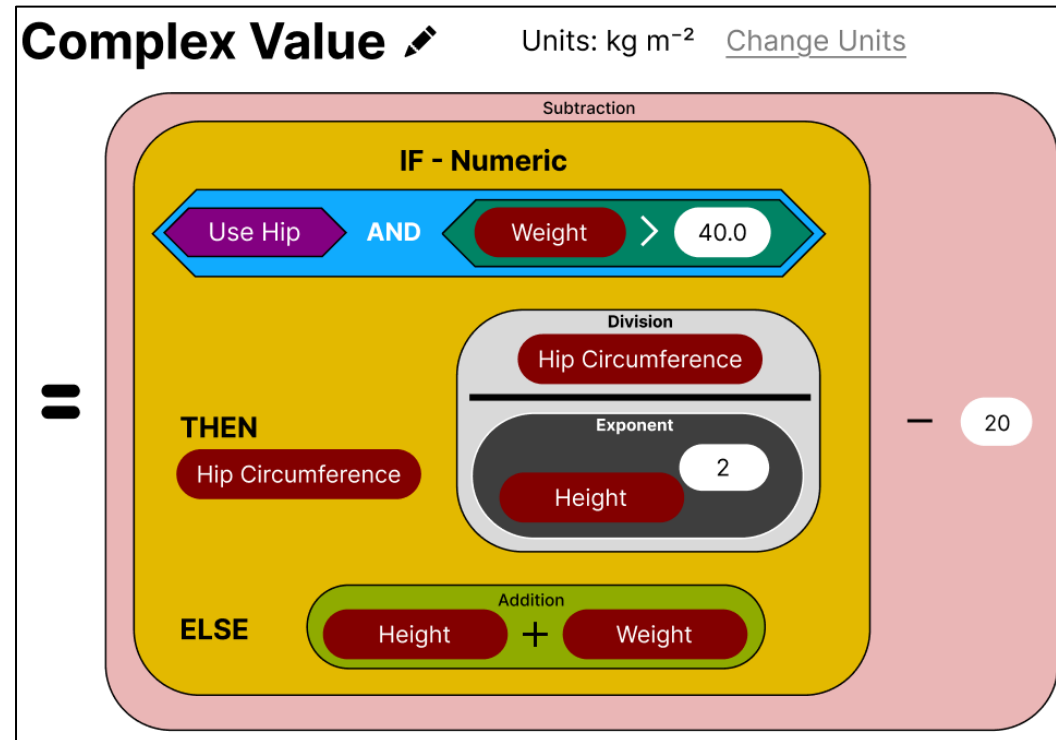 Complex Value Units: kg m⁻² Change Units
Subtraction
IF - Numeric
Use Hip AND Weight > 40.0
Division
Hip Circumference
Exponent
2
Height
THEN
Hip Circumference
= − 20
Addition
ELSE Height + Weight